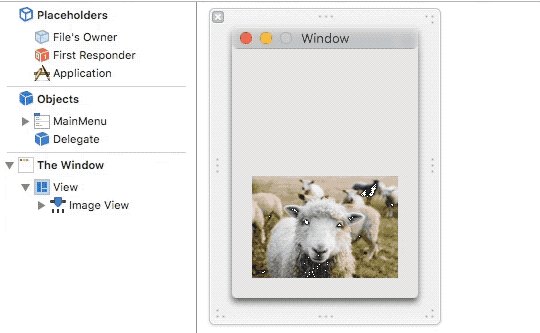 Placeholders
File's Owner
First Responder
Application
Objects
MainMenu
Delegate
The Window
View
Image View
Window